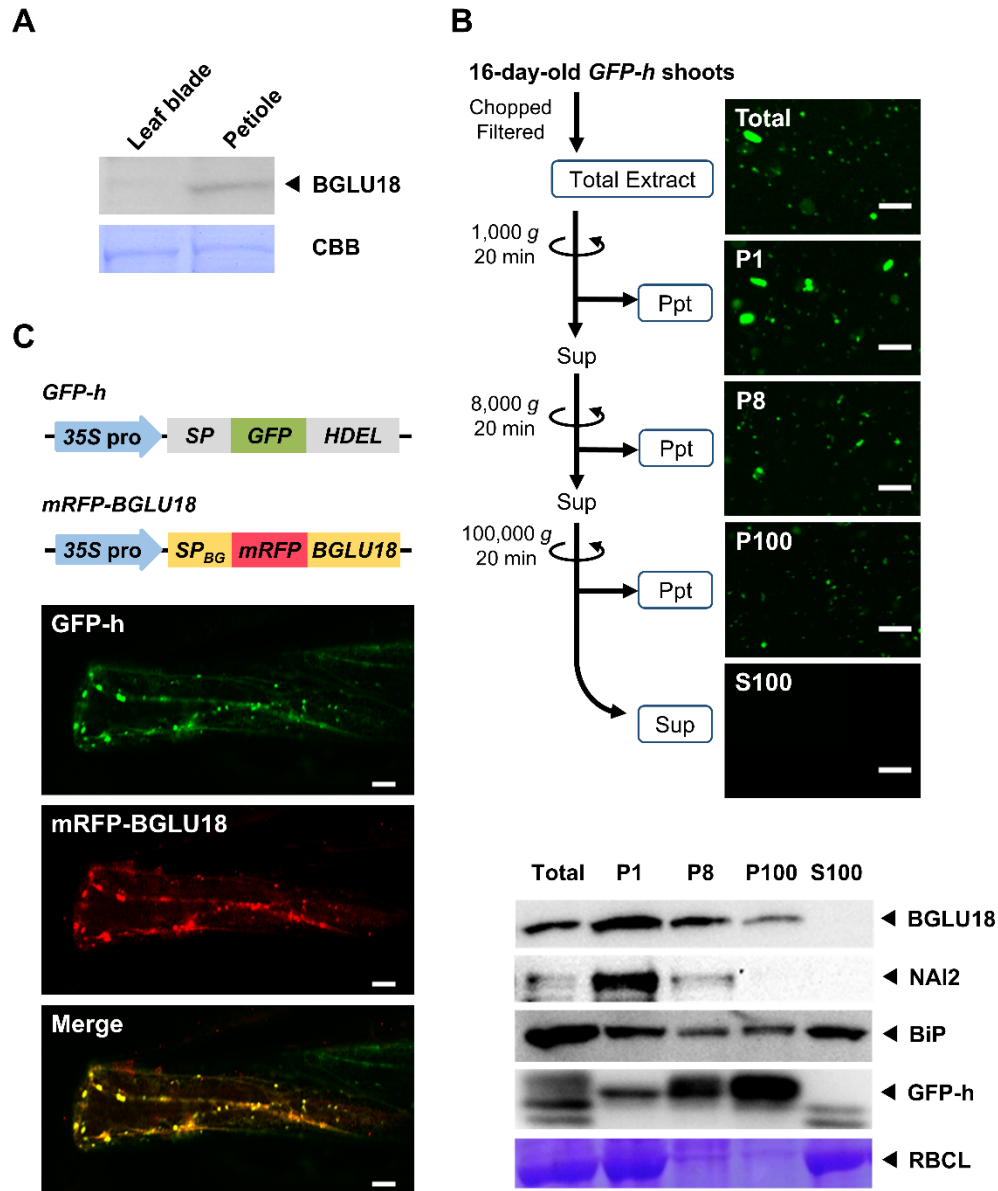 A
Leaf blade
Petiole
BGLU18
CBB
B
16-day-old GFP-h shoots
Chopped
Filtered
Total Extract
1,000 g
20 min
Ppt
Sup
8,000 g
20 min
Ppt
Sup
100,000 g
20 min
Ppt
Sup
Total
P1
P8
P100
S100
Total P1 P8 P100 S100
BGLU18
NAI2
BiP
GFP-h
RBCL
C
GFP-h
35S pro SP GFP HDEL
mRFP-BGLU18
35S pro SPBG mRFP BGLU18
GFP-h
mRFP-BGLU18
Merge